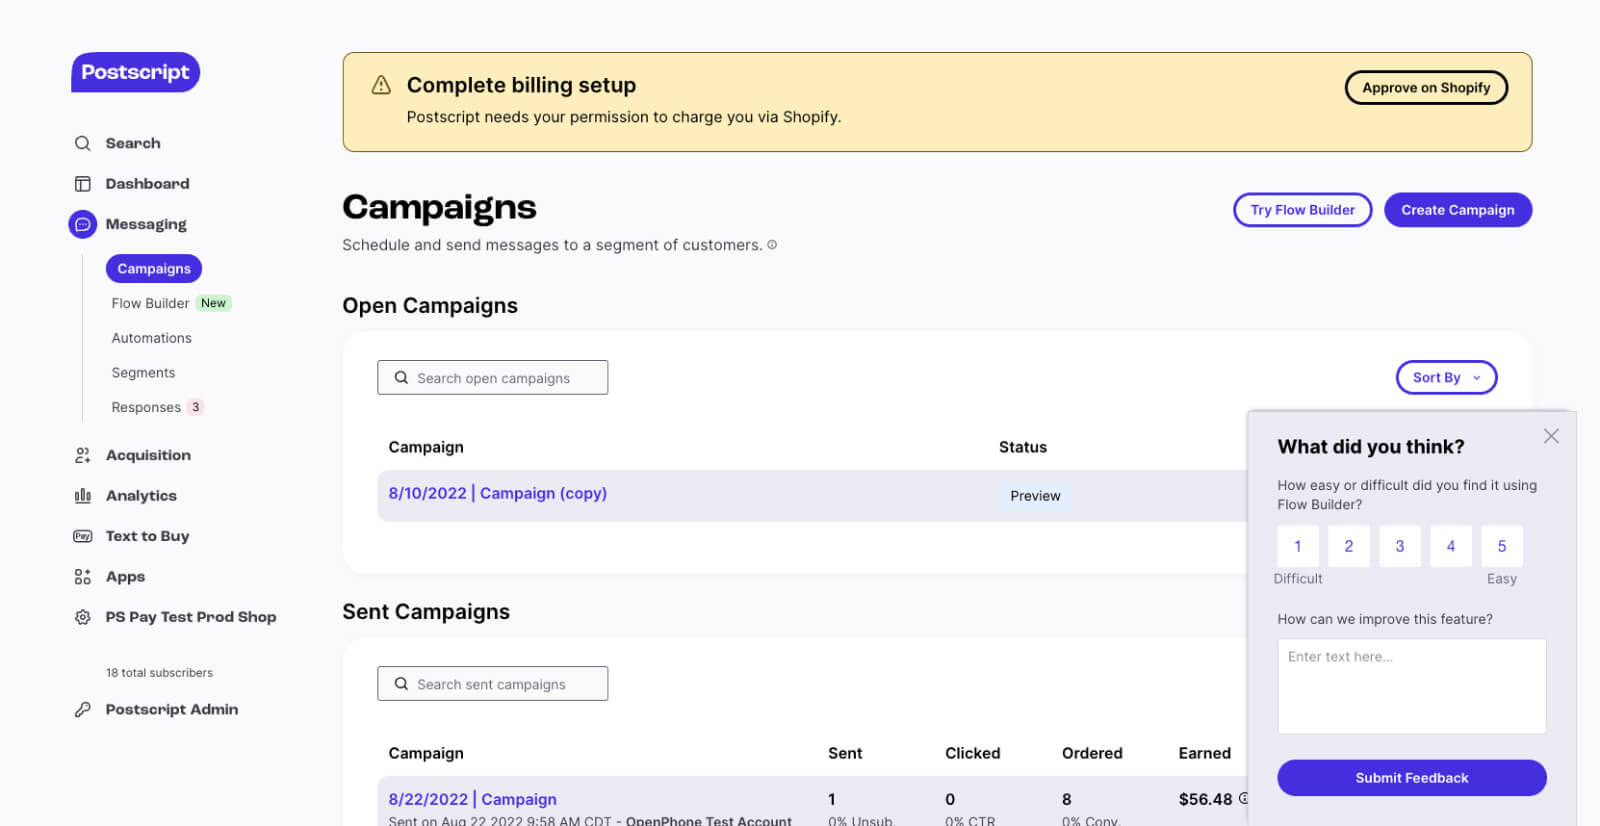 Postscript
Search
Dashboard
Messaging
Campaigns
Flow Builder New
Automations
Segments
Responses 3
Acquisition
Analytics
Pay Text to Buy
Apps
PS Pay Test Prod Shop
18 total subscribers
Postscript Admin
Complete billing setup
Postscript needs your permission to charge you via Shopify.
Approve on Shopify
Campaigns
Schedule and send messages to a segment of customers.
Try Flow Builder
Create Campaign
Open Campaigns
Search open campaigns
Sort By
Campaign Status
8/10/2022 | Campaign (copy) Preview
Sent Campaigns
Search sent campaigns
Campaign Sent Clicked Ordered Earned
8/22/2022 | Campaign 1 0 8 $56.48
Sent on Aug 22 2022 9:58 AM CDT - OpenPhone Test Account 0% Unsub. 0% CTR 0% Conv.
What did you think?
How easy or difficult did you find it using
Flow Builder?
1 2 3 4 5
Difficult Easy
How can we improve this feature?
Enter text here...
Submit Feedback